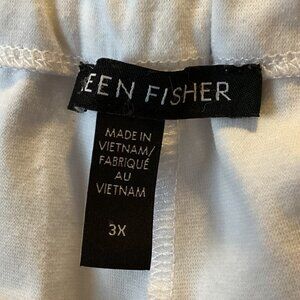 EEN FISHER
MADE IN
VIETNAM/
FABRIQUÉ
AU
VIETNAM
3X